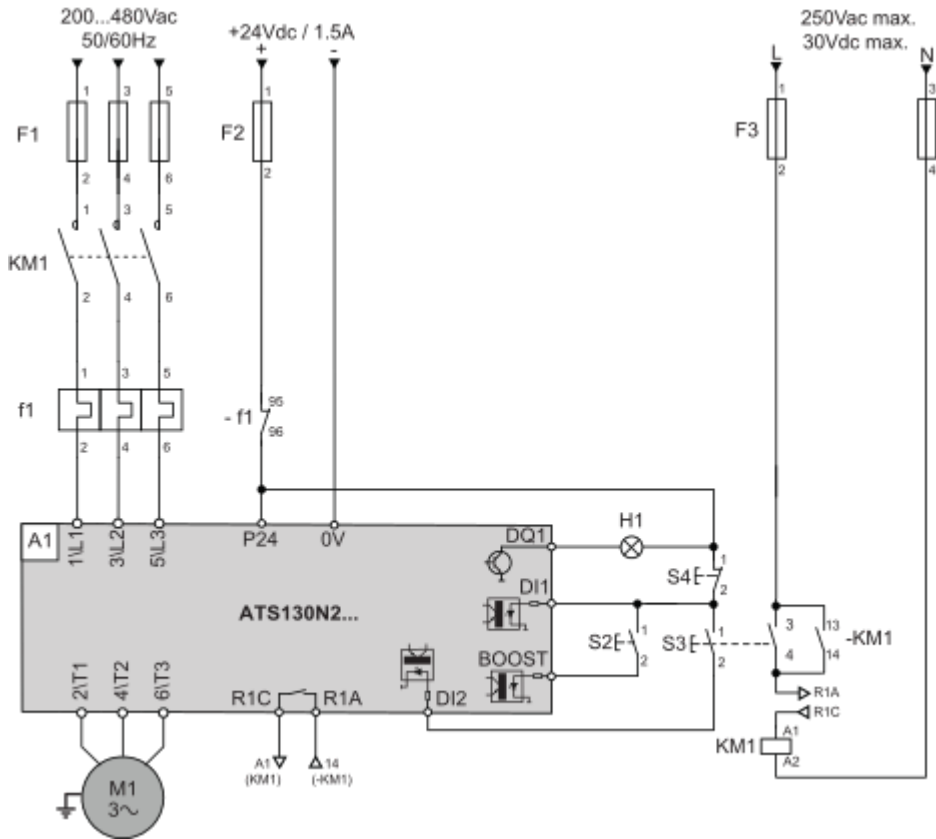 200...480Vac
50/60Hz
+24Vdc / 1.5A
+ -
250Vac max.
30Vdc max.
L N
1 3 5 1 1 3
F1 F2 F3
2 4 6 2 2 4
1 3 5
KM1
2 4 6
1 3 5
f1
2 4 6
- f1
95
96
A1
1\L1
3\L2
5\L3
P24
0V
DQ1
H1
S4
1
2
DI1
ATS130N2...
S2
1
2
S3
1
2
3
4
13
14
-KM1
BOOST
DI2
2\T1
4\T2
6\T3
R1C
R1A
R1A
R1C
KM1
A1
A2
A1
(KM1)
14
(-KM1)
M1
3~